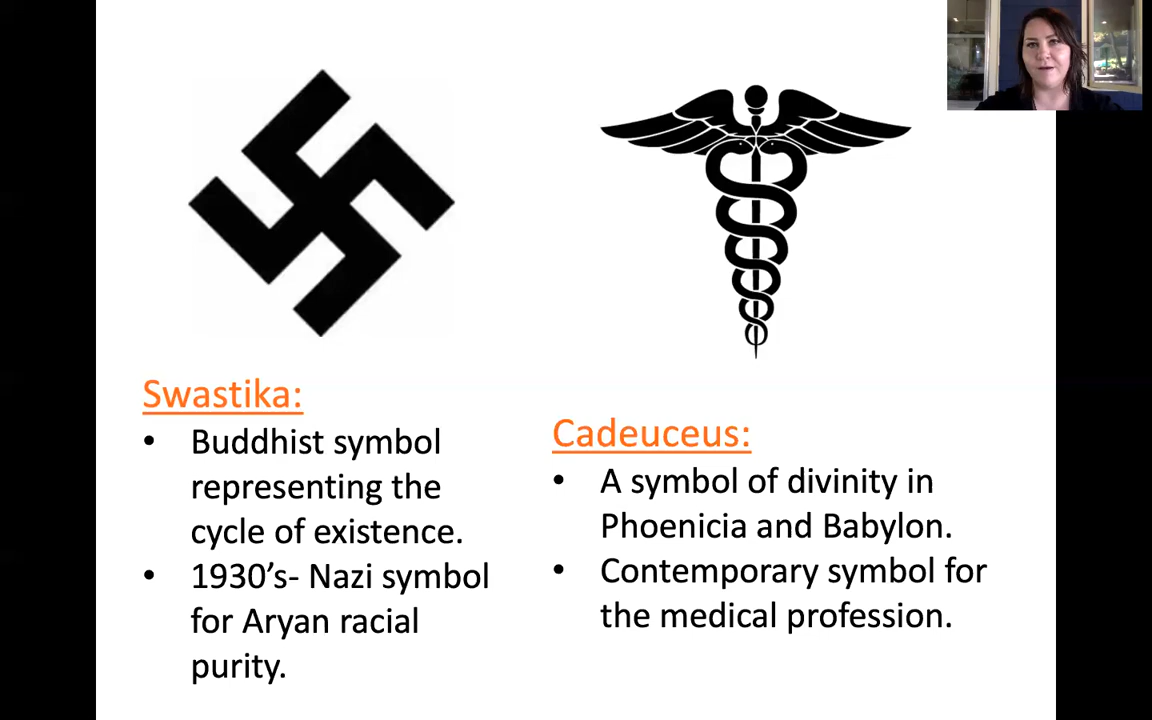 Swastika:
• Buddhist symbol
representing the
cycle of existence.
• 1930’s- Nazi symbol
for Aryan racial
purity.
Cadeuceus:
• A symbol of divinity in
Phoenicia and Babylon.
• Contemporary symbol for
the medical profession.